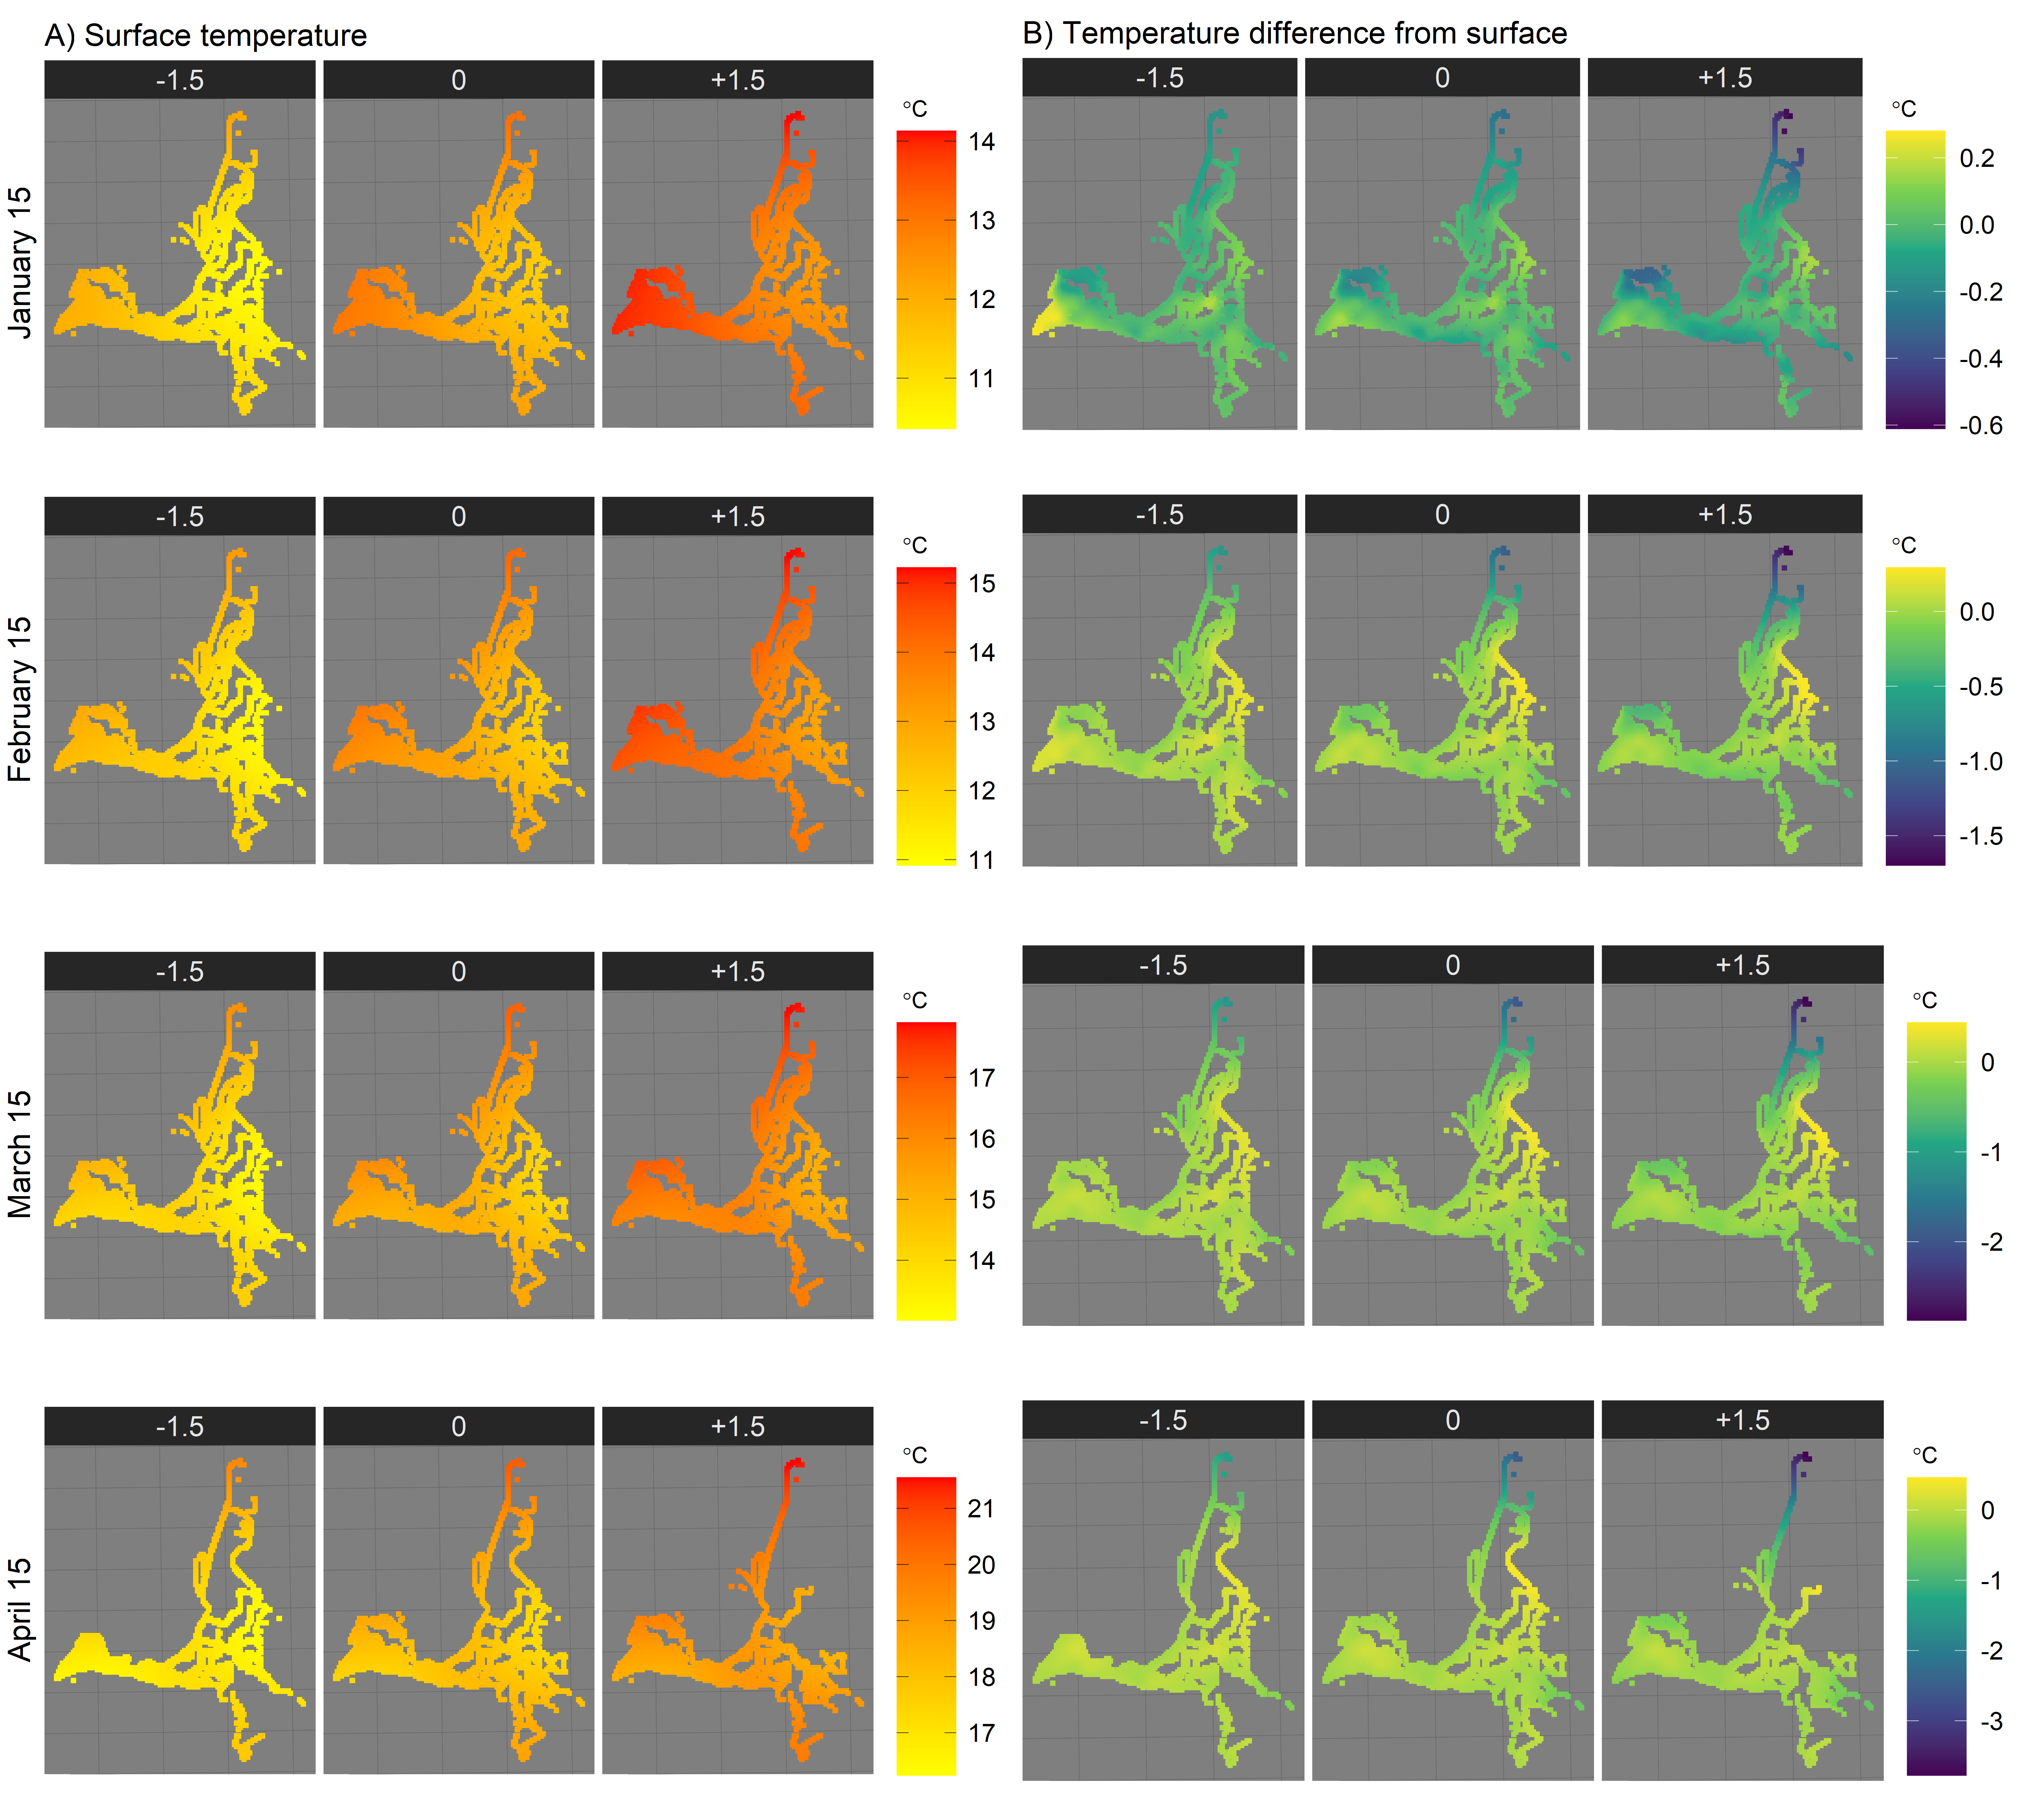 A) Surface temperature
B) Temperature difference from surface
January 15
-1.5 0 +1.5
°C
14
13
12
11
-1.5 0 +1.5
°C
0.2
0.0
-0.2
-0.4
-0.6
February 15
-1.5 0 +1.5
°C
15
14
13
12
11
-1.5 0 +1.5
°C
0.0
-0.5
-1.0
-1.5
March 15
-1.5 0 +1.5
°C
17
16
15
14
-1.5 0 +1.5
°C
0
-1
-2
April 15
-1.5 0 +1.5
°C
21
20
19
18
17
-1.5 0 +1.5
°C
0
-1
-2
-3